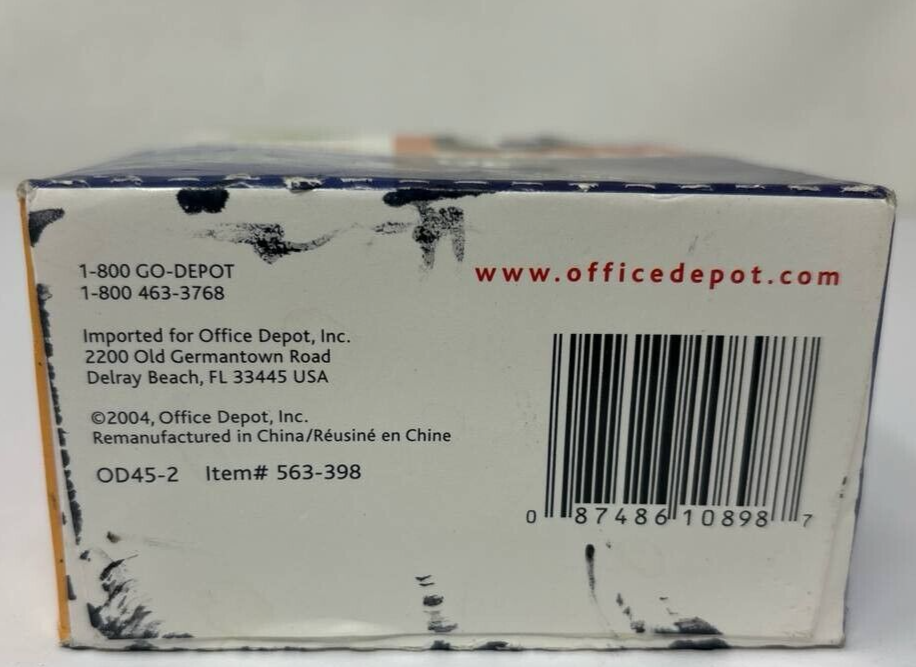 1-800 GO-DEPOT
1-800 463-3768
www.officedepot.com
Imported for Office Depot, Inc.
2200 Old Germantown Road
Delray Beach, FL 33445 USA
©2004, Office Depot, Inc.
Remanufactured in China/Réusiné en Chine
OD45-2 Item# 563-398
0 87486 10898 7